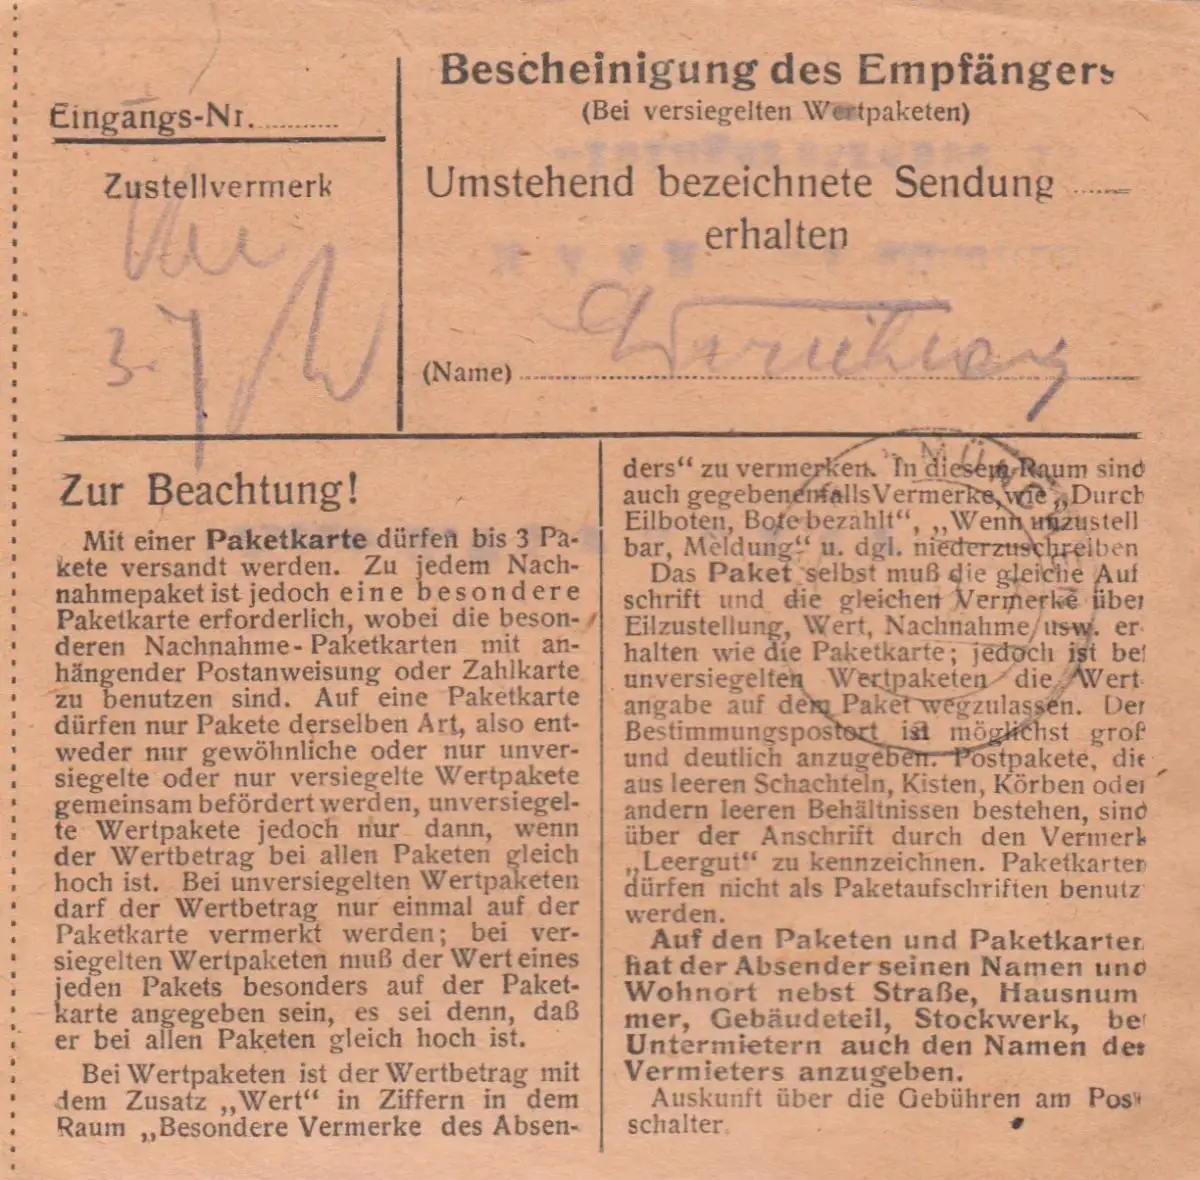 Eingangs-Nr.
Zustellvermerk
3.7
Bescheinigung des Empfängers
(Bei versiegelten Wertpaketen)
Umstehend bezeichnete Sendung
erhalten
(Name)
MÜNCH
Zur Beachtung!
Mit einer Paketkarte dürfen bis 3 Pa-
kete versandt werden. Zu jedem Nach-
nahmepaket ist jedoch eine besondere
Paketkarte erforderlich, wobei die beson-
deren Nachnahme-Paketkarten mit an-
hängender Postanweisung oder Zahlkarte
zu benutzen sind. Auf eine Paketkarte
dürfen nur Pakete derselben Art, also ent-
weder nur gewöhnliche oder nur unver-
siegelte oder nur versiegelte Wertpakete
gemeinsam befördert werden, unversiegel-
te Wertpakete jedoch nur dann, wenn
der Wertbetrag bei allen Paketen gleich
hoch ist. Bei unversiegelten Wertpaketen
darf der Wertbetrag nur einmal auf der
Paketkarte vermerkt werden; bei ver-
siegelten Wertpaketen muß der Wert eines
jeden Pakets besonders auf der Paket-
karte angegeben sein, es sei denn, daß
er bei allen Paketen gleich hoch ist.
Bei Wertpaketen ist der Wertbetrag mit
dem Zusatz „Wert“ in Ziffern in dem
Raum „Besondere Vermerke des Absen-
ders“ zu vermerken. In diesem Raum sind
auch gegebenenfalls Vermerke, wie „Durch
Eilboten, Bote bezahlt“, „Wenn unzustell
bar, Meldung“ u. dgl. niederzuschreiben
Das Paket selbst muß die gleiche Auf
schrift und die gleichen Vermerke über
Eilzustellung, Wert, Nachnahme usw. er-
halten wie die Paketkarte; jedoch ist bei
unversiegelten Wertpaketen die Wert
angabe auf dem Paket wegzulassen. Der
Bestimmungspostort ist möglichst groß
und deutlich anzugeben. Postpakete, die
aus leeren Schachteln, Kisten, Körben oder
andern leeren Behältnissen bestehen, sind
über der Anschrift durch den Vermerk
„Leergut“ zu kennzeichnen. Paketkarten
dürfen nicht als Paketaufschriften benutz
werden.
Auf den Paketen und Paketkarten
hat der Absender seinen Namen und
Wohnort nebst Straße, Hausnum
mer, Gebäudeteil, Stockwerk, bei
Untermietern auch den Namen des
Vermieters anzugeben.
Auskunft über die Gebühren am Post
schalter.